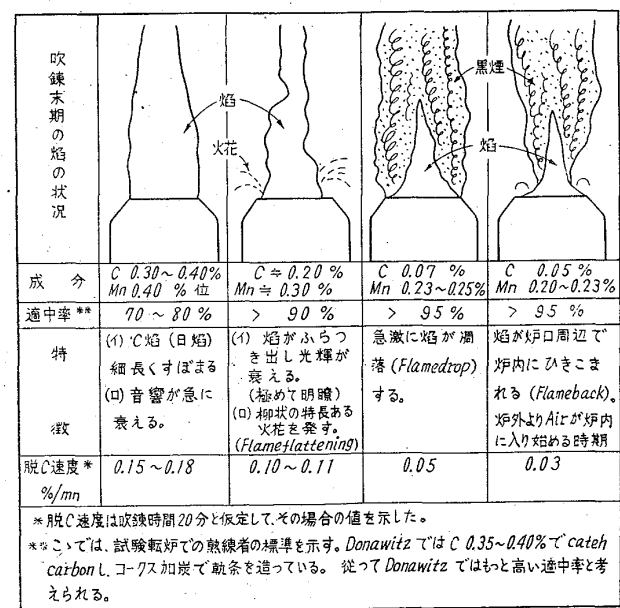 吹錬末期の焔の状況
焔
火花
黒煙
焔
成 分
C 0.30~0.40%
Mn 0.40 % 位
C ≒ 0.20 %
Mn ≒ 0.30 %
C 0.07 %
Mn 0.23~0.25%
C 0.05 %
Mn 0.20~0.23%
適中率**
70 ~ 80 %
> 90 %
> 95 %
> 95 %
特
徴
(イ) C焔 (日焔)
細長くすぼまる
(ロ) 音響が急に
衰える。
(イ) 焔がふらつ
き出し光輝が
衰える。
(極めて明瞭)
(ロ) 柳状の特長ある
火花を発す。
(Flameflattening)
急激に焔が凋
落 (Flamedrop)
する。
焔が炉口周辺で
炉内にひきこま
れる (Flameback)。
炉外よりAirが炉内
に入り始める時期
脱C速度*
%/mn
0.15 ~ 0.18
0.10 ~ 0.11
0.05
0.03
* 脱C速度は吹錬時間20分と仮定して、その場合の値を示した。
** こゝでは、試験転炉での熟練者の標準を示す。Donawitz では C 0.35~0.40% で cateh
carbon し、コークス加炭で軌条を造っている。 従って Donawitz ではもっと高い適中率と考
えられる。